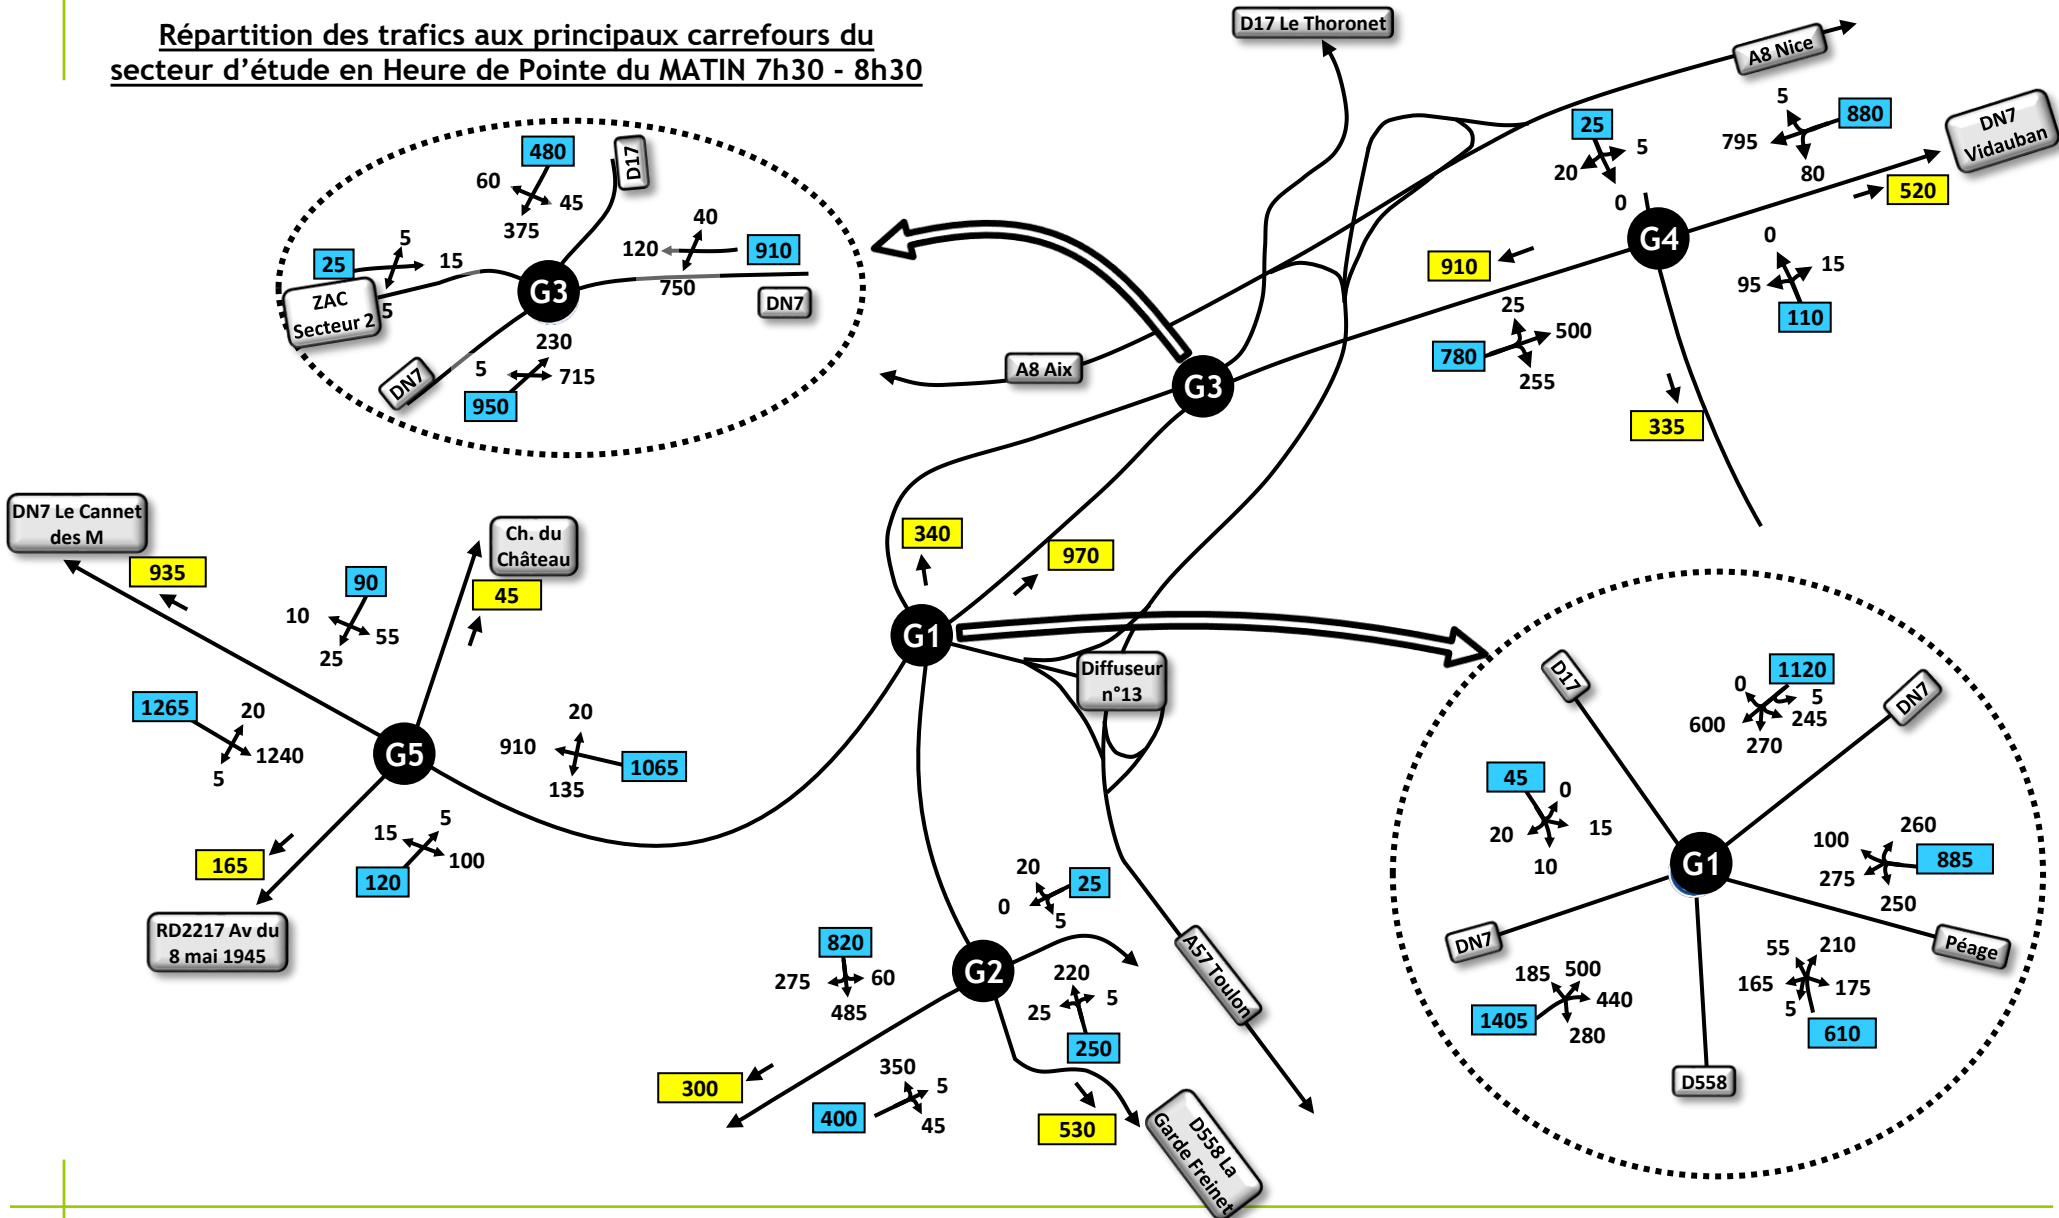 Répartition des trafics aux principaux carrefours du
secteur d'étude en Heure de Pointe du MATIN 7h30 - 8h30
D17 Le Thoronet
A8 Nice
DN7
Vidauban
25
5
20
0
5
880
795
80
520
G4
910
0
15
95
110
25
500
780
255
335
480
D17
60
45
375
40
120
910
750
DN7
5
25
15
ZAC
Secteur 2
5
G3
230
5
715
950
DN7
A8 Aix
G3
DN7 Le Cannet
des M
935
Ch. du
Château
45
90
10
55
25
1265
20
1240
5
G5
20
910
1065
135
165
15
5
100
120
RD2217 Av du
8 mai 1945
340
970
G1
Diffuseur
n°13
20
25
0
5
820
275
60
485
G2
220
25
5
250
300
350
5
400
45
530
A57 Toulon
D558 La
Garde Freinet
D17
1120
0
5
600
245
270
DN7
45
0
20
15
10
G1
260
100
885
275
250
DN7
Péage
185
500
440
1405
280
55
210
165
175
5
610
D558